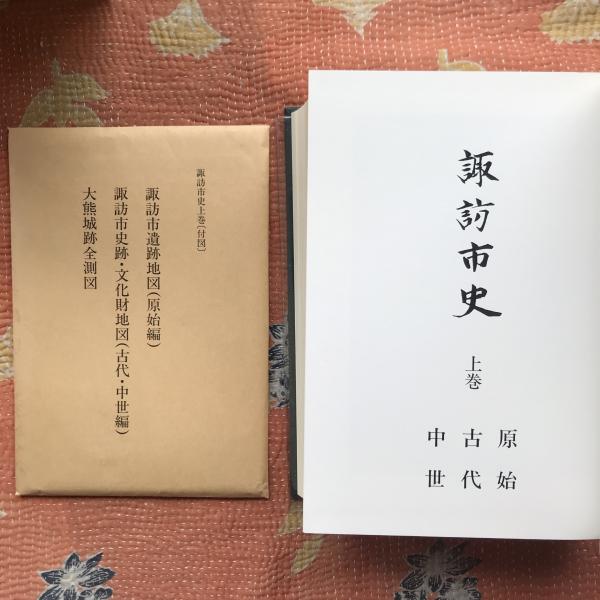 諏訪市史上巻〔付図〕
諏訪市遺跡地図(原始編)
諏訪市史跡・文化財地図(古代・中世編)
大熊城跡全測図
諏訪市史
上巻
原始
古代
中世